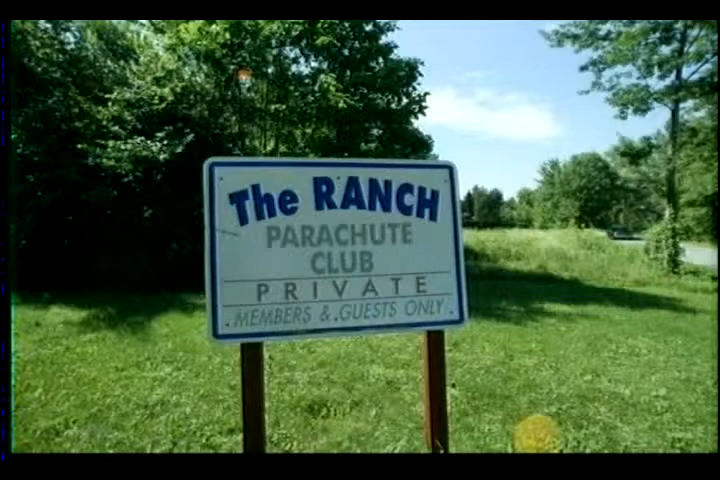 The RANCH
PARACHUTE
CLUB
PRIVATE
MEMBERS & GUESTS ONLY